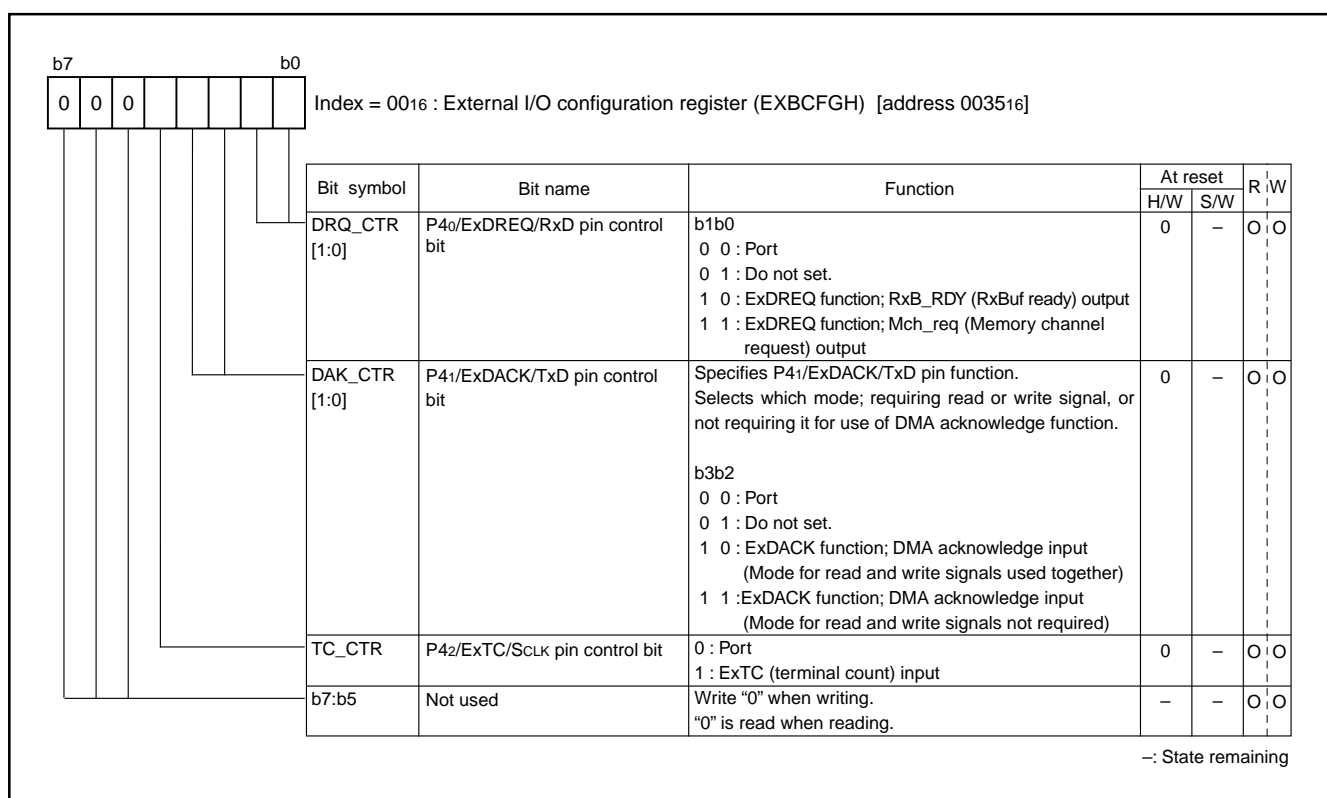 b7 b0
0 0 0 Index = 0016 : External I/O configuration register (EXBCFGH) [address 003516]
Bit symbol Bit name Function At reset R W
H/W S/W
DRQ_CTR P40/ExDREQ/RxD pin control b1b0 0 – O O
[1:0] bit 0 0 : Port
0 1 : Do not set.
1 0 : ExDREQ function; RxB_RDY (RxBuf ready) output
1 1 : ExDREQ function; Mch_req (Memory channel
request) output
DAK_CTR P41/ExDACK/TxD pin control Specifies P41/ExDACK/TxD pin function. 0 – O O
[1:0] bit Selects which mode; requiring read or write signal, or
not requiring it for use of DMA acknowledge function.
b3b2
0 0 : Port
0 1 : Do not set.
1 0 : ExDACK function; DMA acknowledge input
(Mode for read and write signals used together)
1 1 :ExDACK function; DMA acknowledge input
(Mode for read and write signals not required)
TC_CTR P42/ExTC/SCLK pin control bit 0 : Port 0 – O O
1 : ExTC (terminal count) input
b7:b5 Not used Write “0” when writing. – – O O
“0” is read when reading.
–: State remaining